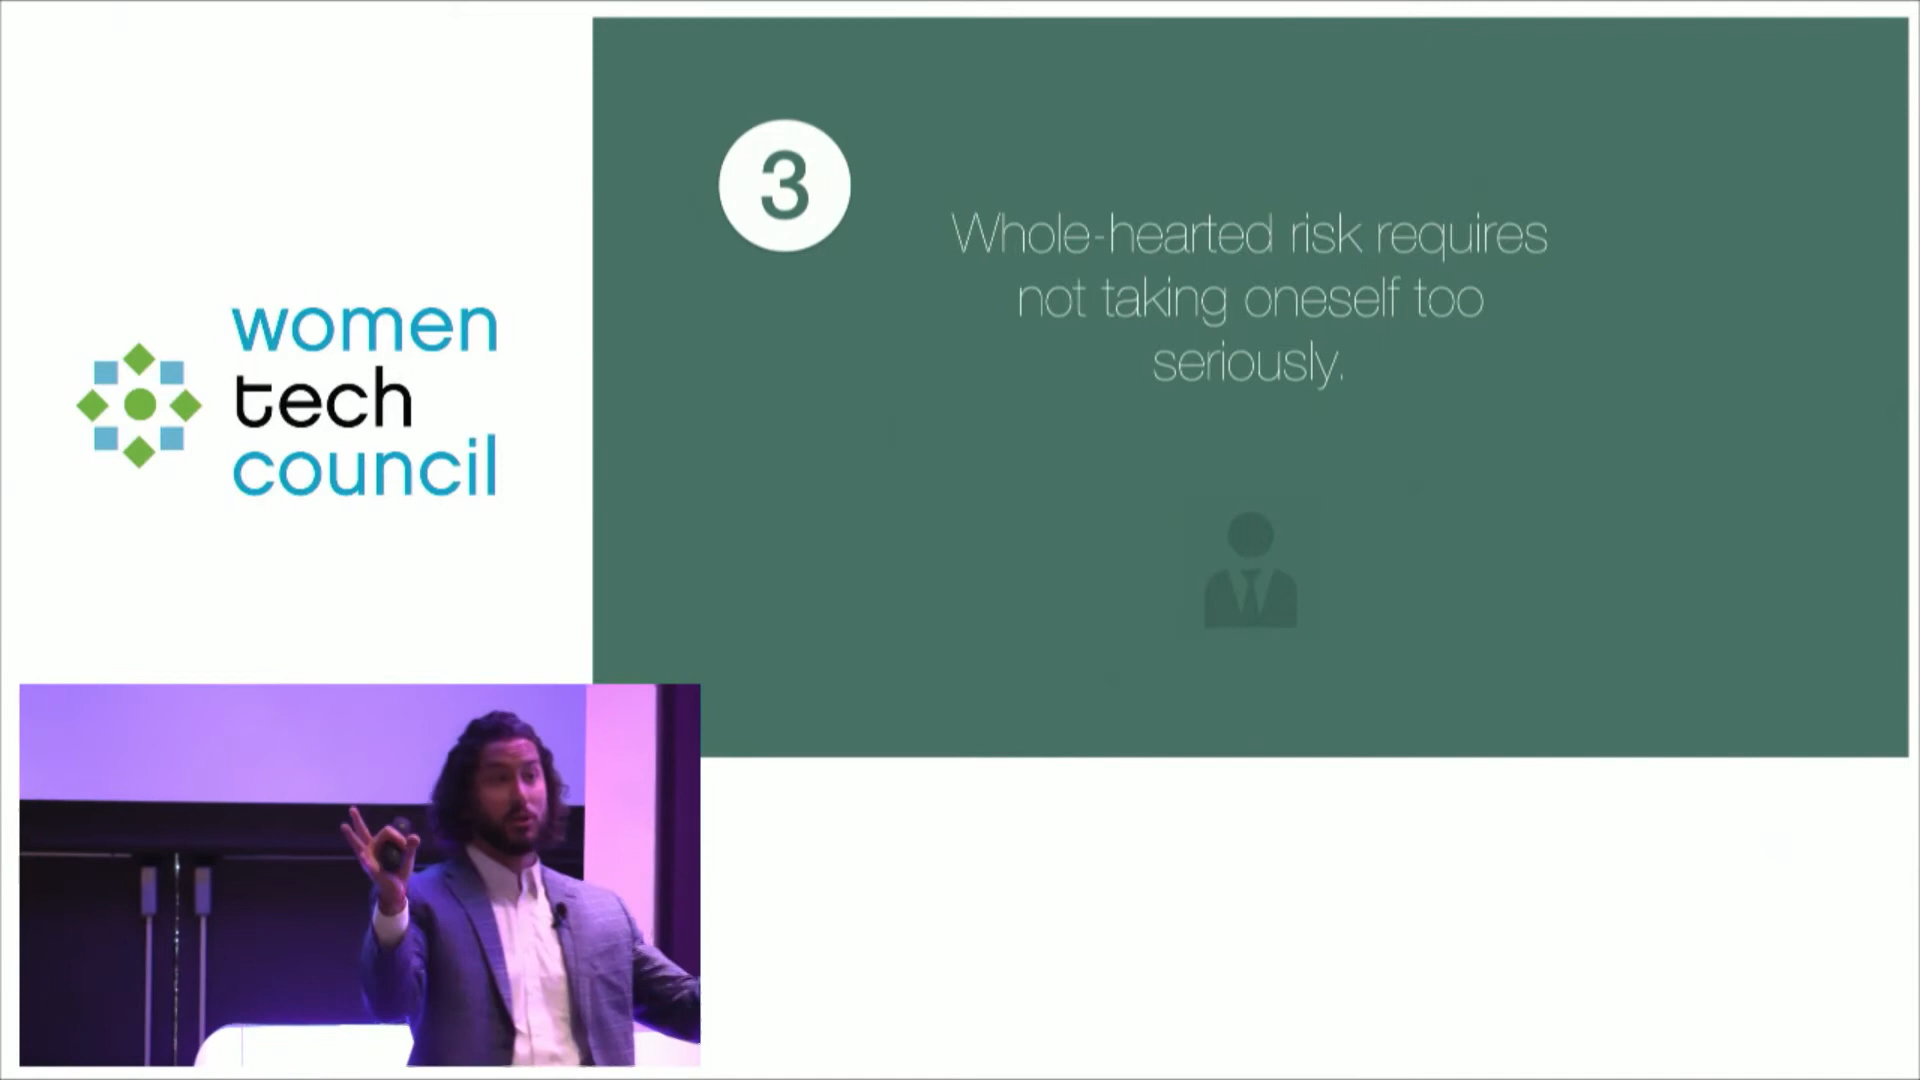 women
tech
council
3
Whole-hearted risk requires
not taking oneself too
seriously.